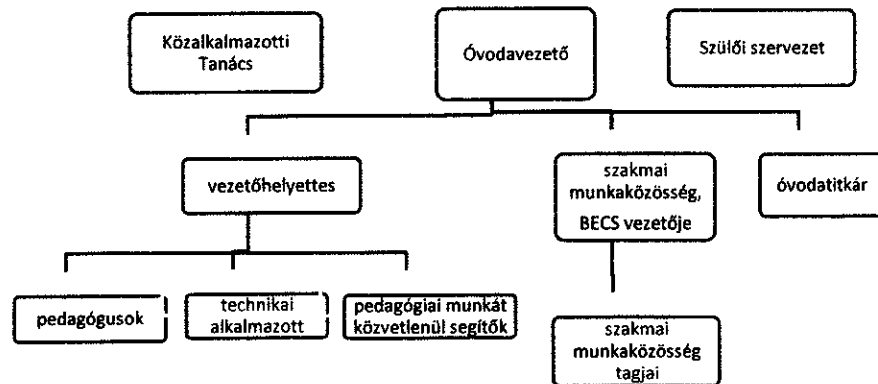 Közalkalmazotti
Tanács
Óvodavezető
Szülői szervezet
vezetőhelyettes
szakmai
munkaközösség,
BECS vezetője
óvodatitkár
pedagógusok
technikai
alkalmazott
pedagógiai munkát
közvetlenül segítők
szakmai
munkaközösség
tagjai